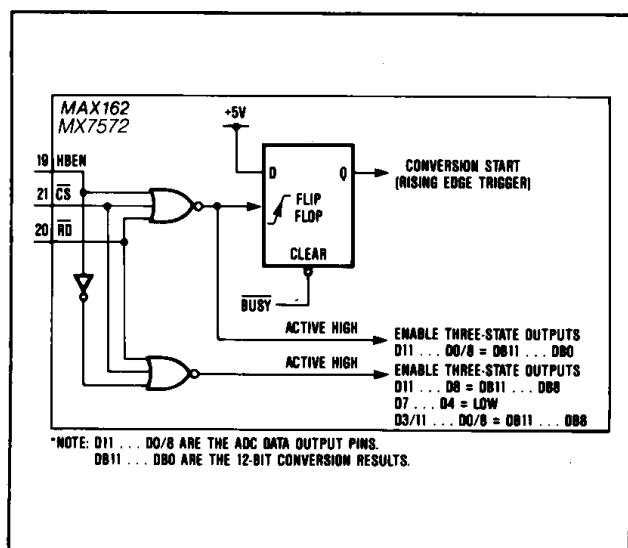 MAX162
MX7572
+5V
19 HBEN
21 C̅S̅
20 R̅D̅
D
Q
FLIP
FLOP
CLEAR
B̅U̅S̅Y̅
CONVERSION START
(RISING EDGE TRIGGER)
ACTIVE HIGH
ENABLE THREE-STATE OUTPUTS
D11 ... D0/8 = DB11 ... DB0
ACTIVE HIGH
ENABLE THREE-STATE OUTPUTS
D11 ... D8 = DB11 ... DB8
D7 ... D4 = LOW
D3/11 ... D0/8 = DB11 ... DB8
*NOTE: D11 ... D0/8 ARE THE ADC DATA OUTPUT PINS.
DB11 ... DB0 ARE THE 12-BIT CONVERSION RESULTS.